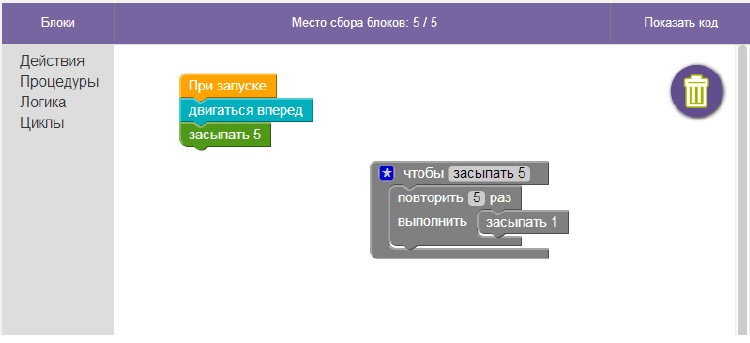 Блоки
Место сбора блоков: 5 / 5
Показать код
Действия
Процедуры
Логика
Циклы
При запуске
двигаться вперед
засыпать 5
чтобы засыпать 5
повторить 5 раз
выполнить засыпать 1